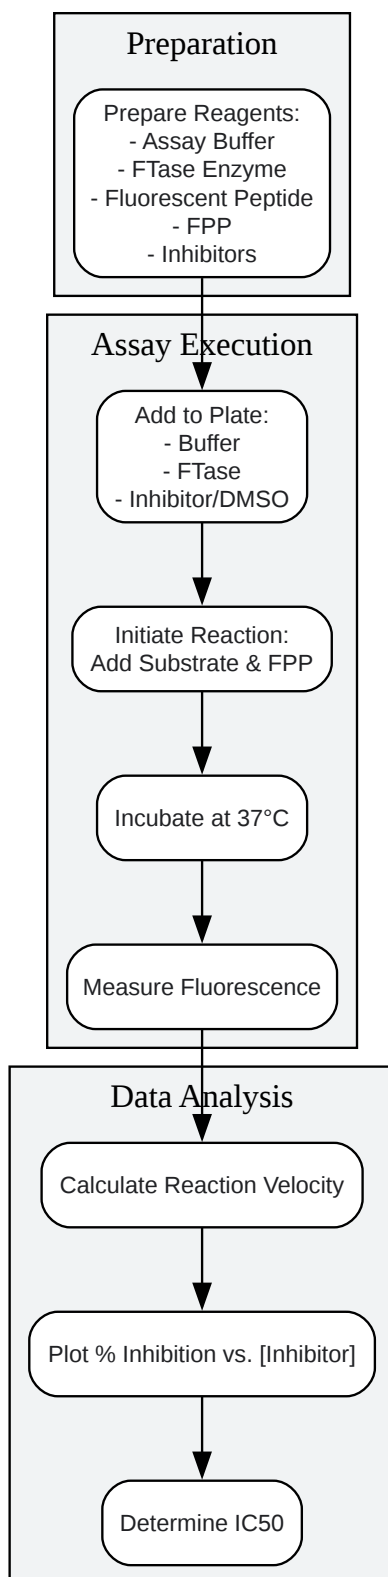 Preparation
Prepare Reagents:
- Assay Buffer
- FTase Enzyme
- Fluorescent Peptide
- FPP
- Inhibitors
Assay Execution
Add to Plate:
- Buffer
- FTase
- Inhibitor/DMSO
Initiate Reaction:
Add Substrate & FPP
Incubate at 37°C
Measure Fluorescence
Data Analysis
Calculate Reaction Velocity
Plot % Inhibition vs. [Inhibitor]
Determine IC50